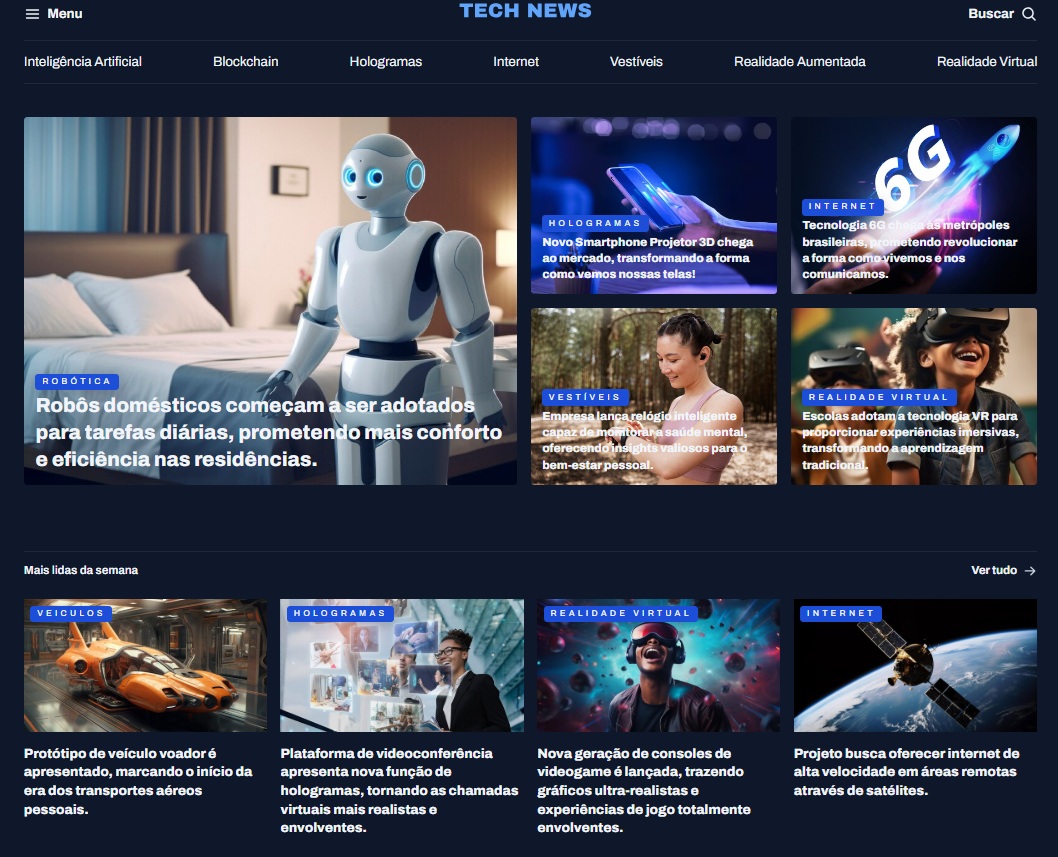 Menu
TECH NEWS
Buscar
Inteligência Artificial
Blockchain
Hologramas
Internet
Vestíveis
Realidade Aumentada
Realidade Virtual
ROBÓTICA
Robôs domésticos começam a ser adotados
para tarefas diárias, prometendo mais conforto
e eficiência nas residências.
HOLOGRAMAS
Novo Smartphone Projetor 3D chega
ao mercado, transformando a forma
como vemos nossas telas!
6G
INTERNET
Tecnologia 6G chega às metrópoles
brasileiras, prometendo revolucionar
a forma como vivemos e nos
comunicamos.
VESTÍVEIS
Empresa lança relógio inteligente
capaz de monitorar a saúde mental,
oferecendo insights valiosos para o
bem-estar pessoal.
REALIDADE VIRTUAL
Escolas adotam a tecnologia VR para
proporcionar experiências imersivas,
transformando a aprendizagem
tradicional.
Mais lidas da semana
Ver tudo
VEICULOS
Protótipo de veículo voador é
apresentado, marcando o início da
era dos transportes aéreos
pessoais.
HOLOGRAMAS
Plataforma de videoconferência
apresenta nova função de
hologramas, tornando as chamadas
virtuais mais realistas e
envolventes.
REALIDADE VIRTUAL
Nova geração de consoles de
videogame é lançada, trazendo
gráficos ultra-realistas e
experiências de jogo totalmente
envolventes.
INTERNET
Projeto busca oferecer internet de
alta velocidade em áreas remotas
através de satélites.